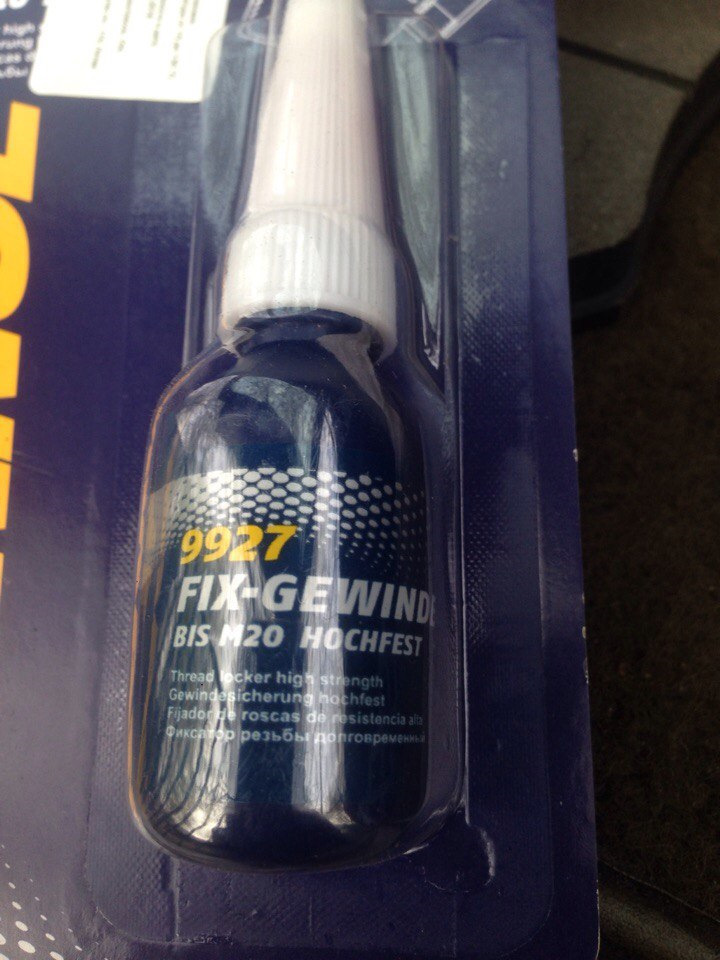 high
9927
FIX-GEWINDE
BIS M20 HOCHFEST
Thread locker high strength
Gewindesicherung hochfest
Fijador de roscas de resistencia alta
Фиксатор резьбы долговременный